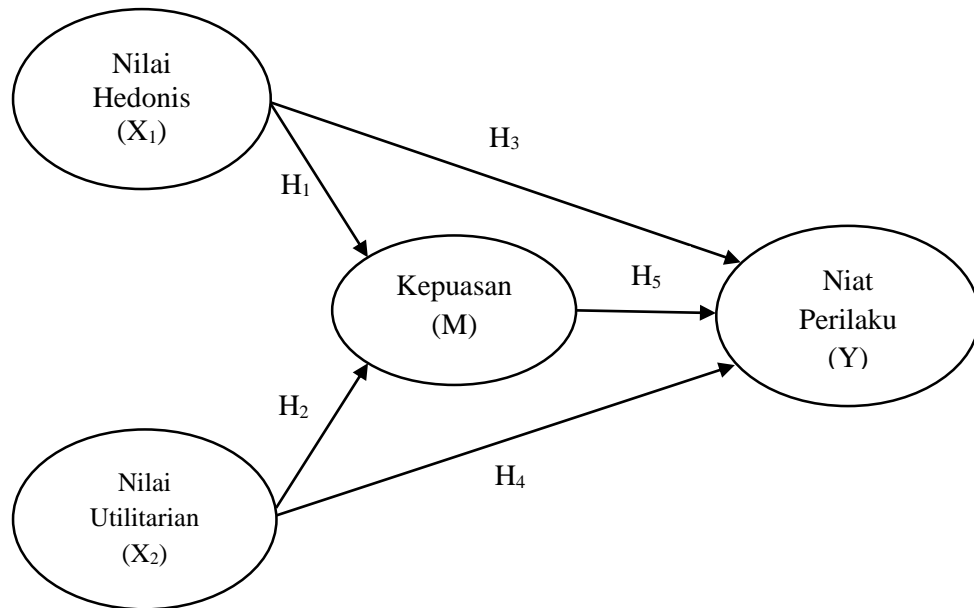 Nilai
Hedonis
(X₁)
H₃
H₁
Kepuasan
(M)
H₅
Niat
Perilaku
(Y)
H₂
H₄
Nilai
Utilitarian
(X₂)